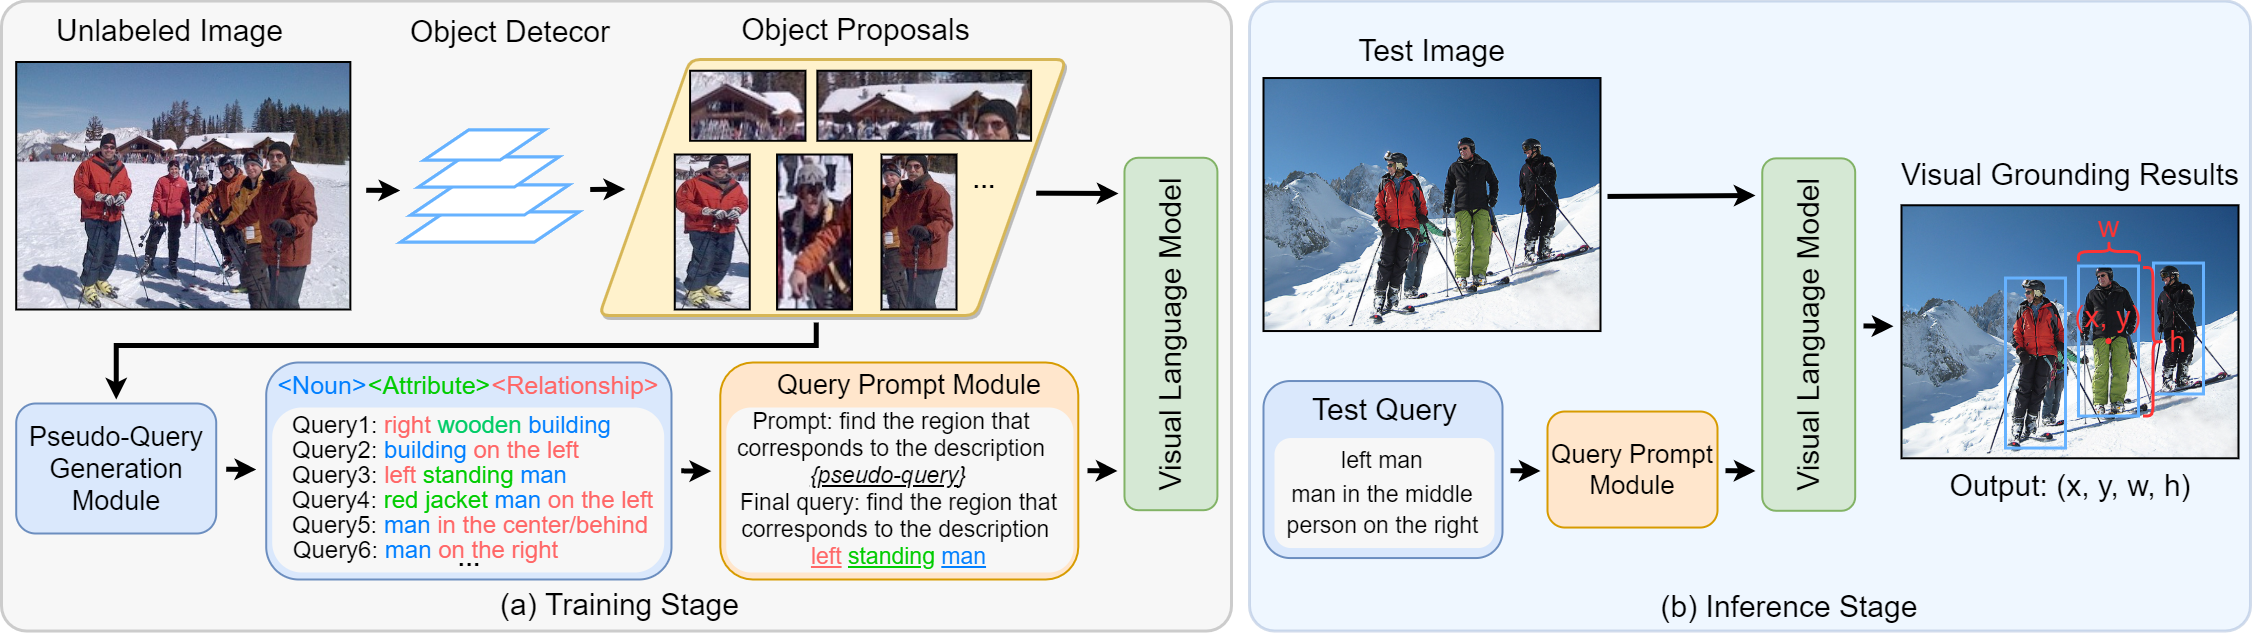 Unlabeled Image
Object Detecor
Object Proposals
...
Visual Language Model
Pseudo-Query
Generation
Module
<Noun><Attribute><Relationship>
Query1: right wooden building
Query2: building on the left
Query3: left standing man
Query4: red jacket man on the left
Query5: man in the center/behind
Query6: man on the right
...
Query Prompt Module
Prompt: find the region that
corresponds to the description
{pseudo-query}
Final query: find the region that
corresponds to the description
left standing man
(a) Training Stage
Test Image
Test Query
left man
man in the middle
person on the right
Query Prompt
Module
Visual Language Model
Visual Grounding Results
w
(x, y)
h
Output: (x, y, w, h)
(b) Inference Stage